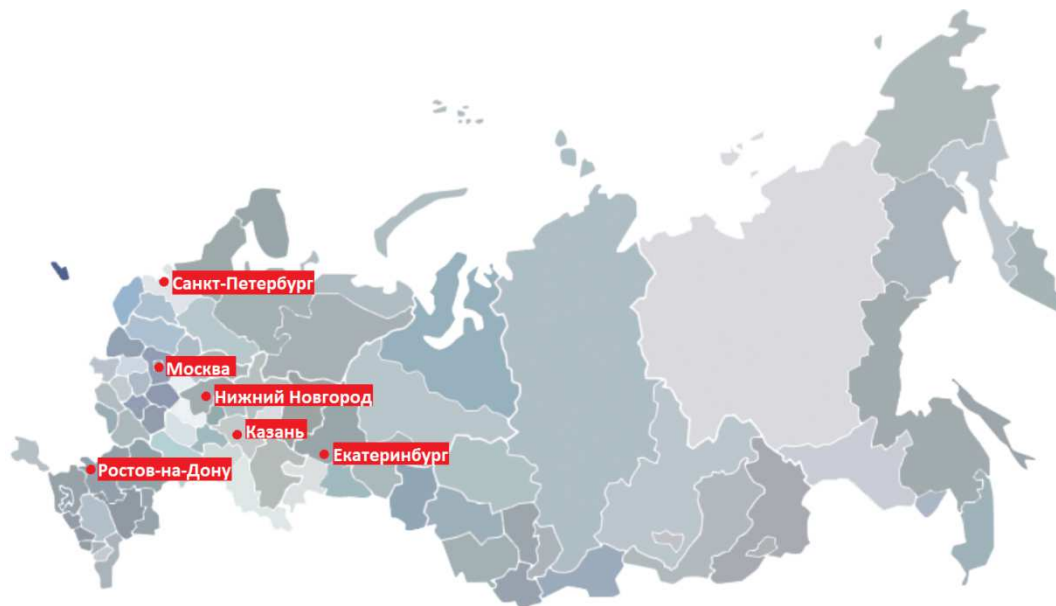 Санкт-Петербург
Москва
Нижний Новгород
Казань
Екатеринбург
Ростов-на-Дону